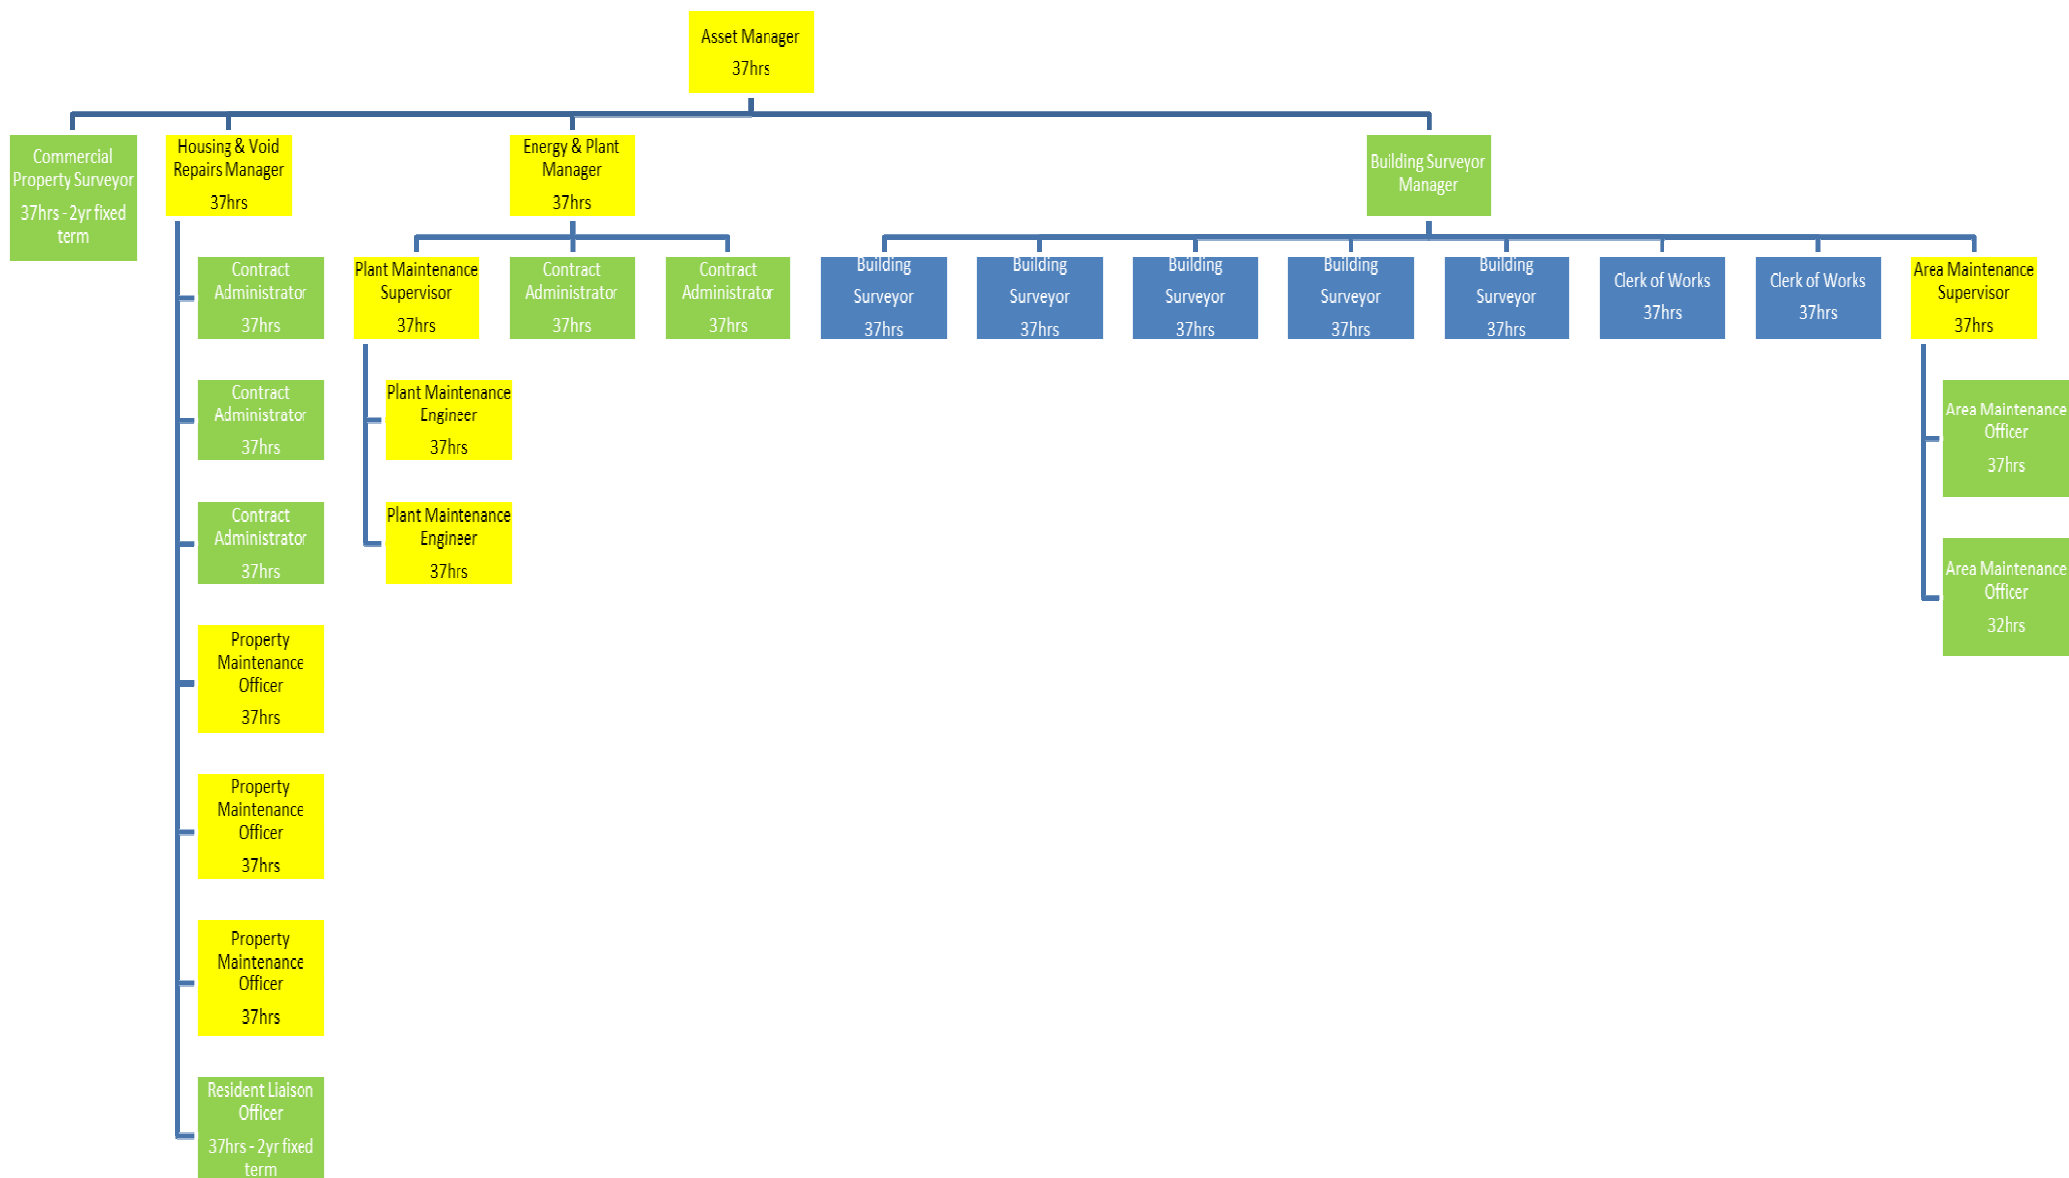 Asset Manager
37hrs
Commercial
Property Surveyor
37hrs - 2yr fixed
term
Housing & Void
Repairs Manager
37hrs
Energy & Plant
Manager
37hrs
Building Surveyor
Manager
Contract
Administrator
37hrs
Contract
Administrator
37hrs
Contract
Administrator
37hrs
Property
Maintenance
Officer
37hrs
Property
Maintenance
Officer
37hrs
Property
Maintenance
Officer
37hrs
Resident Liaison
Officer
37hrs - 2yr fixed
term
Plant Maintenance
Supervisor
37hrs
Plant Maintenance
Engineer
37hrs
Plant Maintenance
Engineer
37hrs
Contract
Administrator
37hrs
Contract
Administrator
37hrs
Building
Surveyor
37hrs
Building
Surveyor
37hrs
Building
Surveyor
37hrs
Building
Surveyor
37hrs
Building
Surveyor
37hrs
Clerk of Works
37hrs
Clerk of Works
37hrs
Area Maintenance
Supervisor
37hrs
Area Maintenance
Officer
37hrs
Area Maintenance
Officer
32hrs